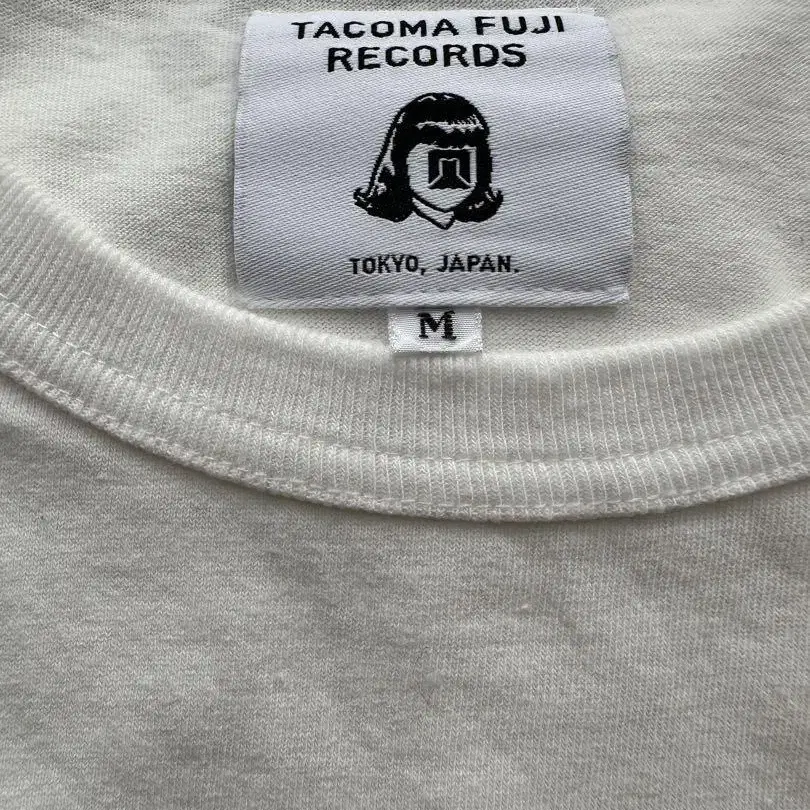 TACOMA FUJI
RECORDS
TOKYO, JAPAN.
M